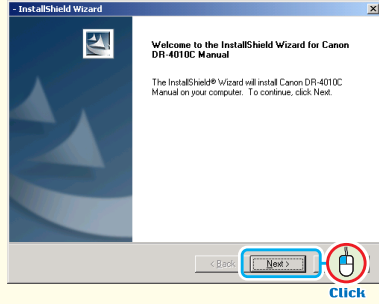 - InstallShield Wizard
Welcome to the InstallShield Wizard for Canon
DR-4010C Manual
The InstallShield® Wizard will install Canon DR-4010C
Manual on your computer. To continue, click Next.
< Back
Next >
Click